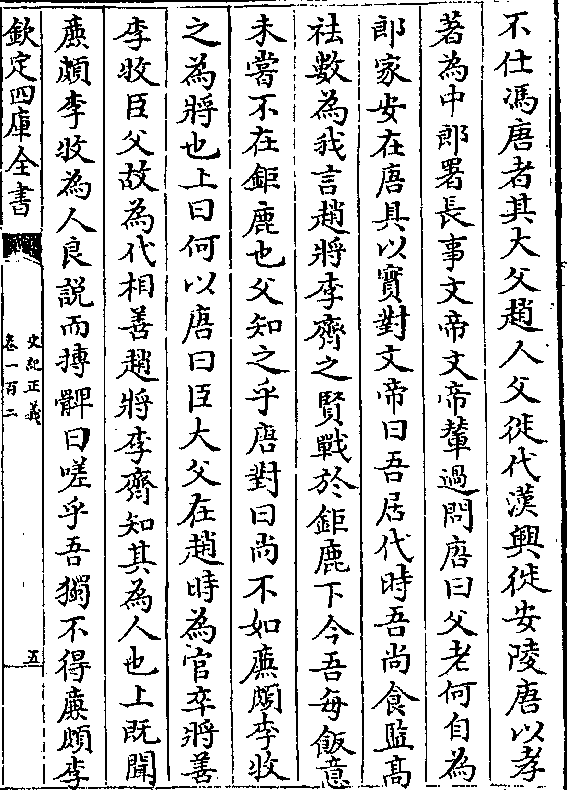 不仕馮唐者其大父趙人父徙代漢興徙安陵唐以孝
著為中郎署長事文帝文帝輦過問唐曰父老何自為
郎家安在唐具以實對文帝曰吾居代時吾尚食監髙
祛數為我言趙將李齊之賢戰於鉅鹿下今吾每飯意
未嘗不在鉅鹿也父知之乎唐對曰尚不如㢘頗李牧
之為將也上曰何以唐曰臣大父在趙時為官卒將善
李牧臣父故為代相善趙將李齊知其為人也上既聞
㢘頗李牧為人良説而搏髀曰嗟乎吾獨不得㢘頗李
欽定四庫全書
史記正義
卷一百二
五